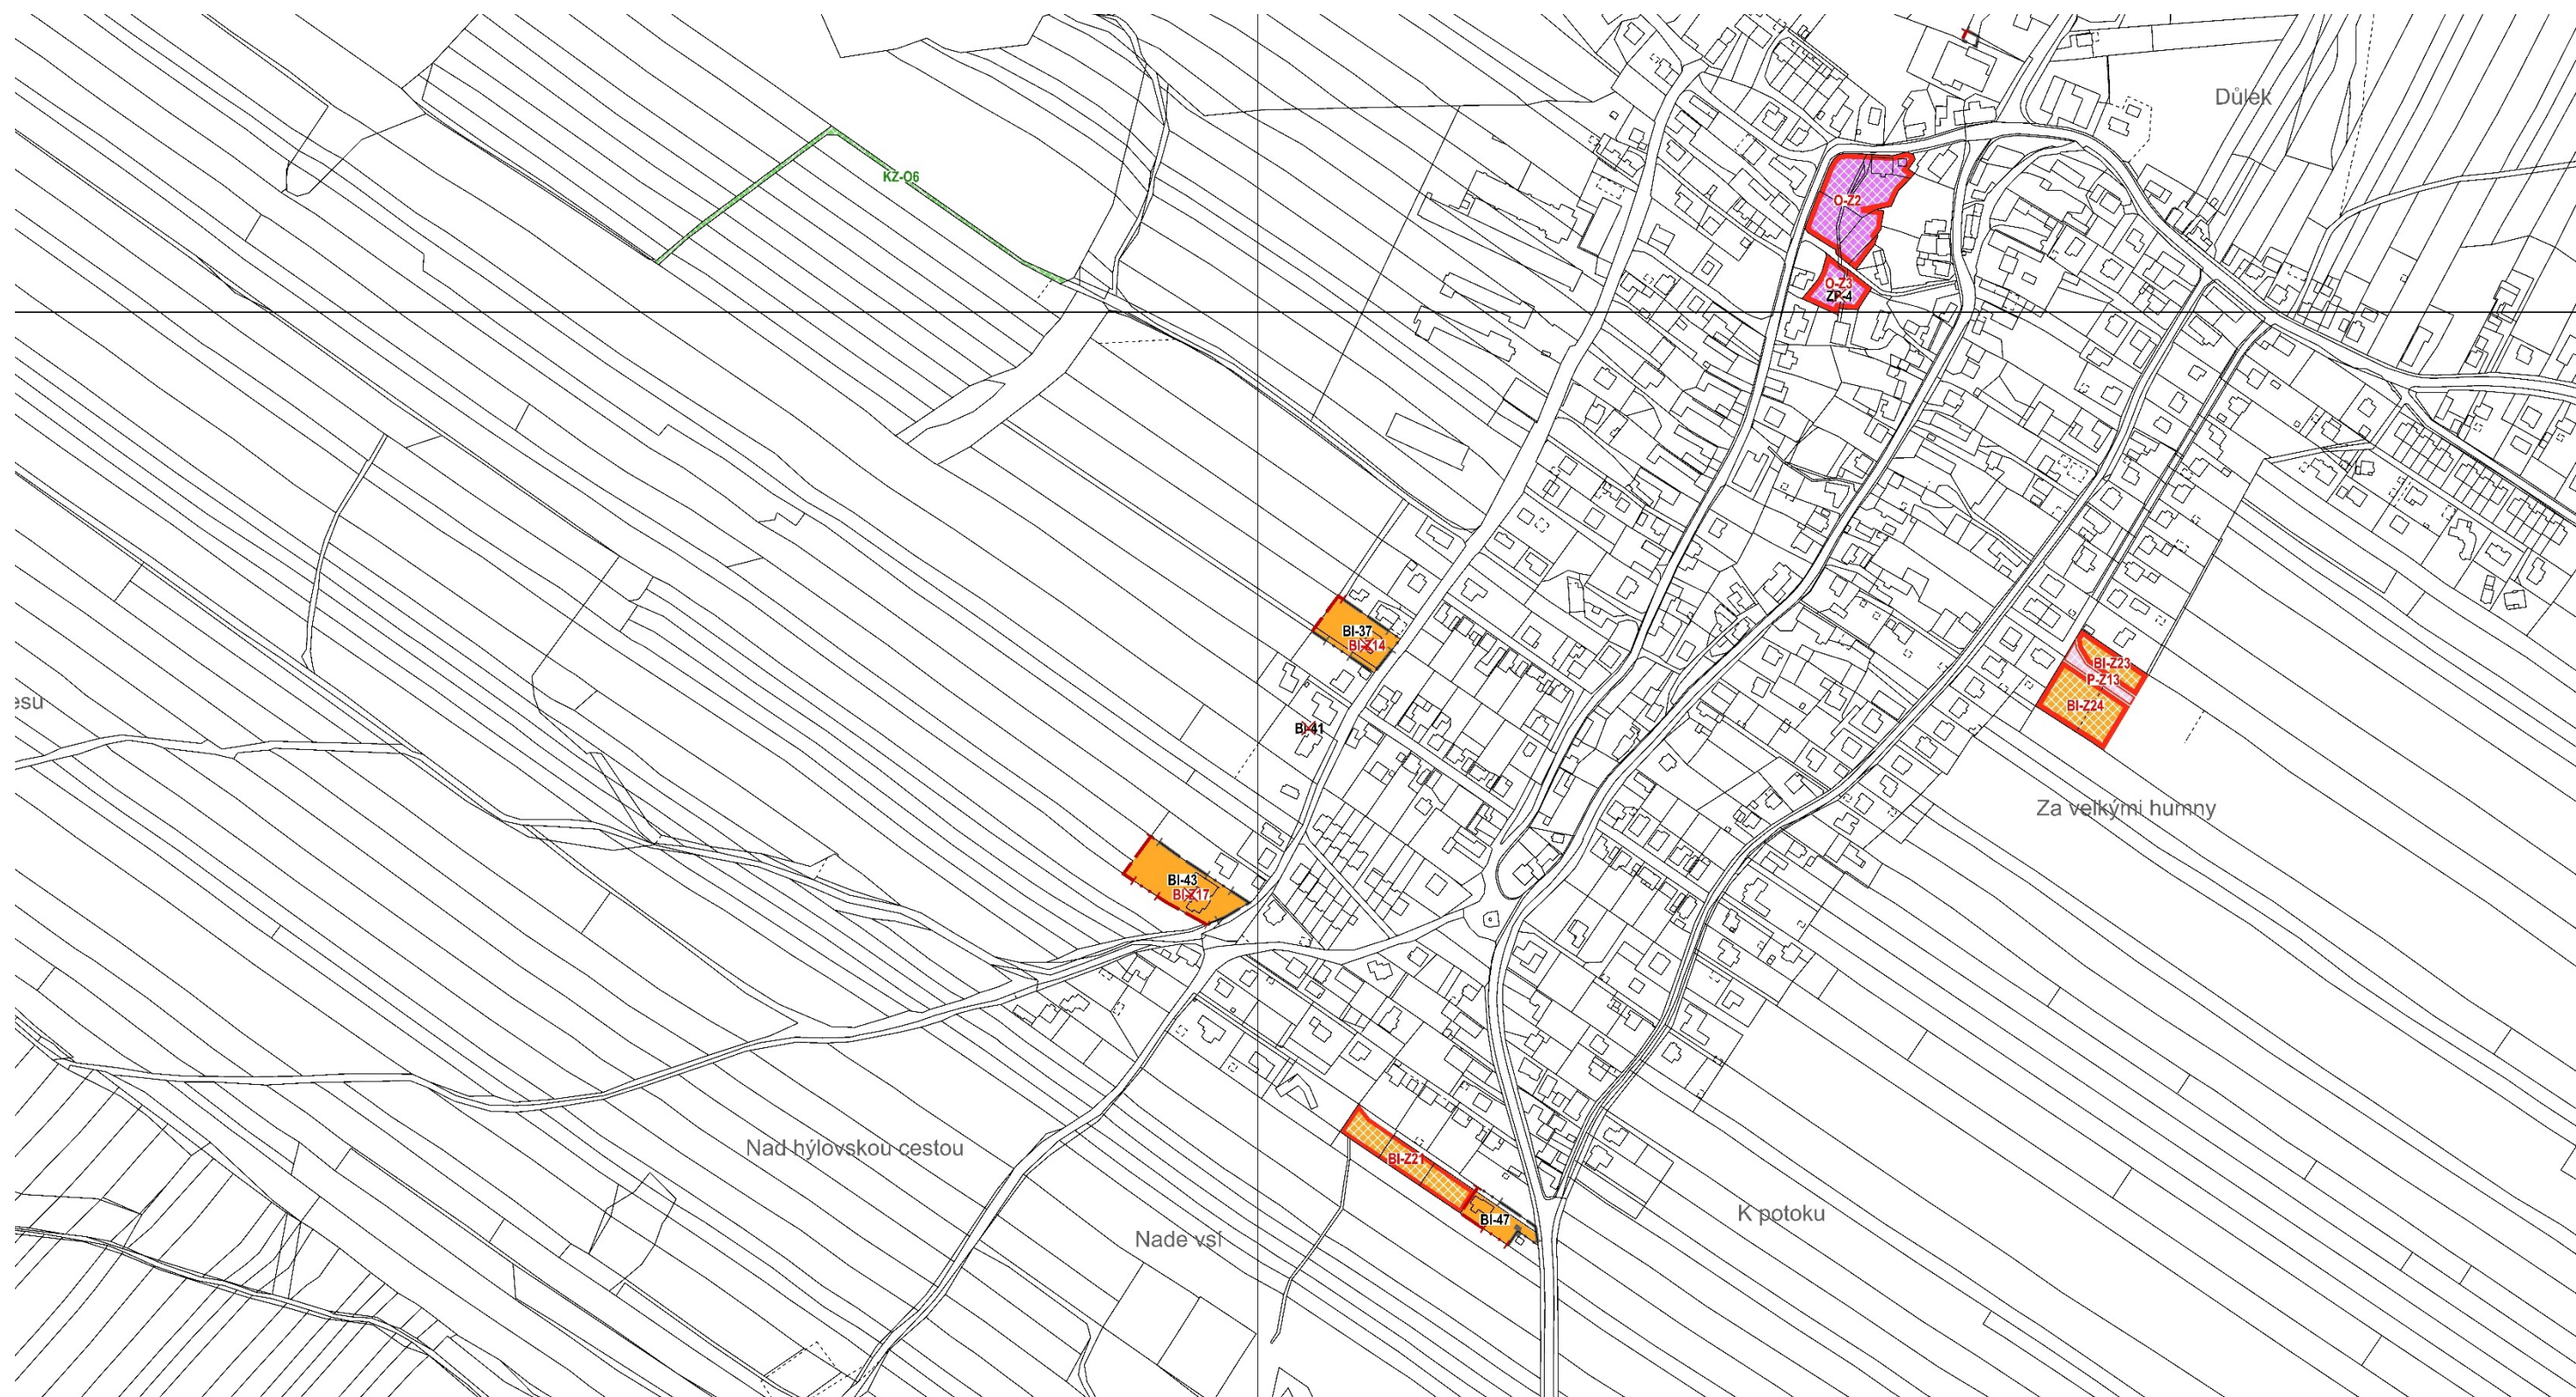 Důlek
KZ-O6
O-Z2
O-Z3
ZP-4
BI-37
BI-Z14
BI-Z23
P-Z13
BI-Z24
esu
BI-41
Za velkými humny
BI-43
BI-Z17
Nad hýlovskou cestou
BI-Z21
K potoku
BI-47
Nade vsí